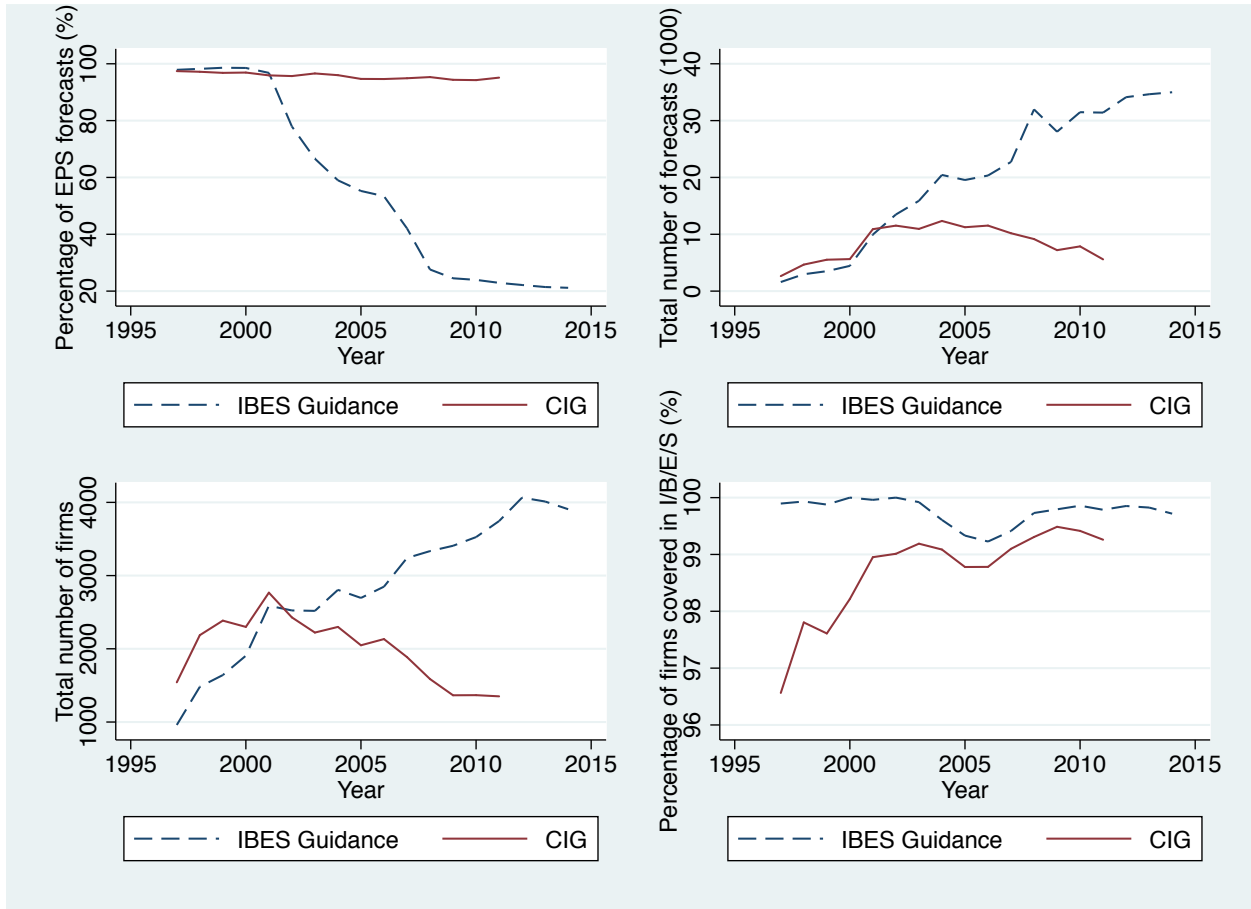 Percentage of EPS forecasts (%)
100
80
60
40
20
1995 2000 2005 2010 2015
Year
IBES Guidance CIG
Total number of forecasts (1000)
40
30
20
10
0
1995 2000 2005 2010 2015
Year
IBES Guidance CIG
Total number of firms
4000
3000
2000
1000
1995 2000 2005 2010 2015
Year
IBES Guidance CIG
Percentage of firms covered in I/B/E/S (%)
100
99
98
97
96
1995 2000 2005 2010 2015
Year
IBES Guidance CIG